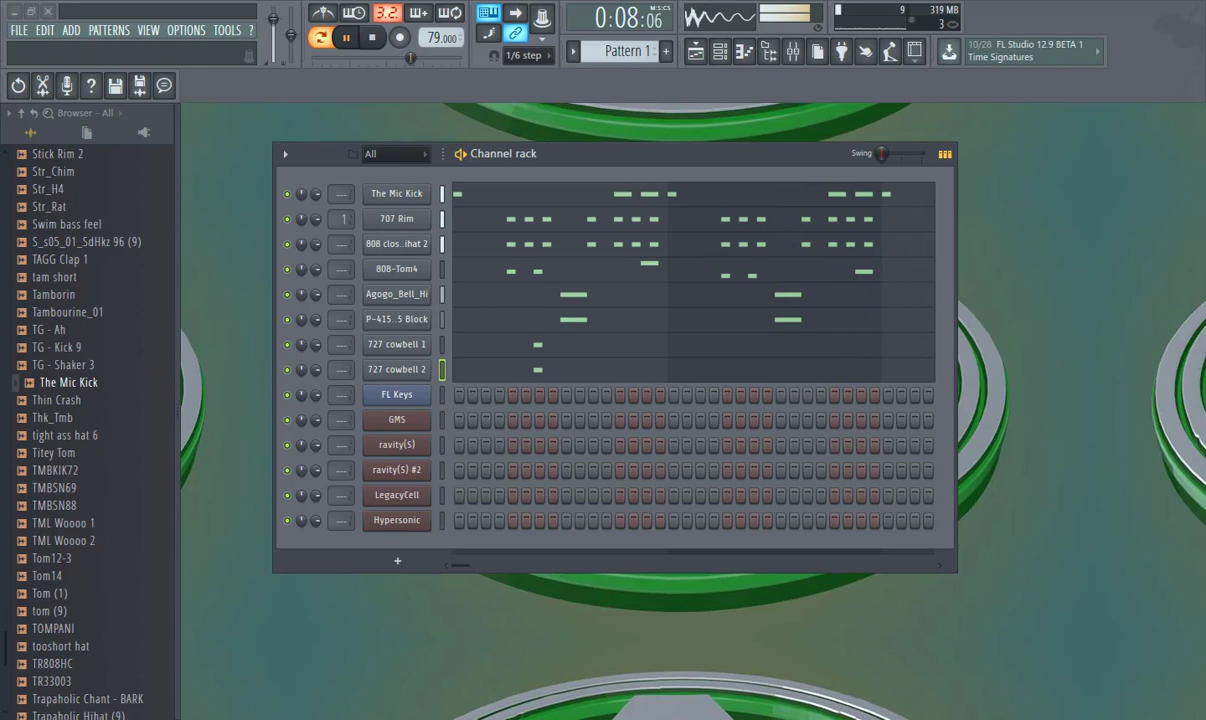 FILE EDIT ADD PATTERNS VIEW OPTIONS TOOLS ?
3.2
79.000
1/6 step
0:08:06
M:S:CS
Pattern 1
9
319 MB
3
10/28 FL Studio 12.9 BETA 1
Time Signatures
Browser - All
Stick Rim 2
Str_Chim
Str_H4
Str_Rat
Swim bass feel
S_s05_01_SdHkz 96 (9)
TAGG Clap 1
tam short
Tamborin
Tambourine_01
TG - Ah
TG - Kick 9
TG - Shaker 3
The Mic Kick
Thin Crash
Thk_Tmb
tight ass hat 6
Titey Tom
TMBKIK72
TMBSN69
TMBSN88
TML Woooo 1
TML Woooo 2
Tom12-3
Tom14
Tom (1)
tom (9)
TOMPANI
tooshort hat
TR808HC
TR33003
Trapaholic Chant - BARK
Trapaholic Hihat (9)
All
Channel rack
Swing
The Mic Kick
1 707 Rim
808 clos..ihat 2
808-Tom4
Agogo_Bell_Hi
P-415..5 Block
727 cowbell 1
727 cowbell 2
FL Keys
GMS
ravity(S)
ravity(S) #2
LegacyCell
Hypersonic
+